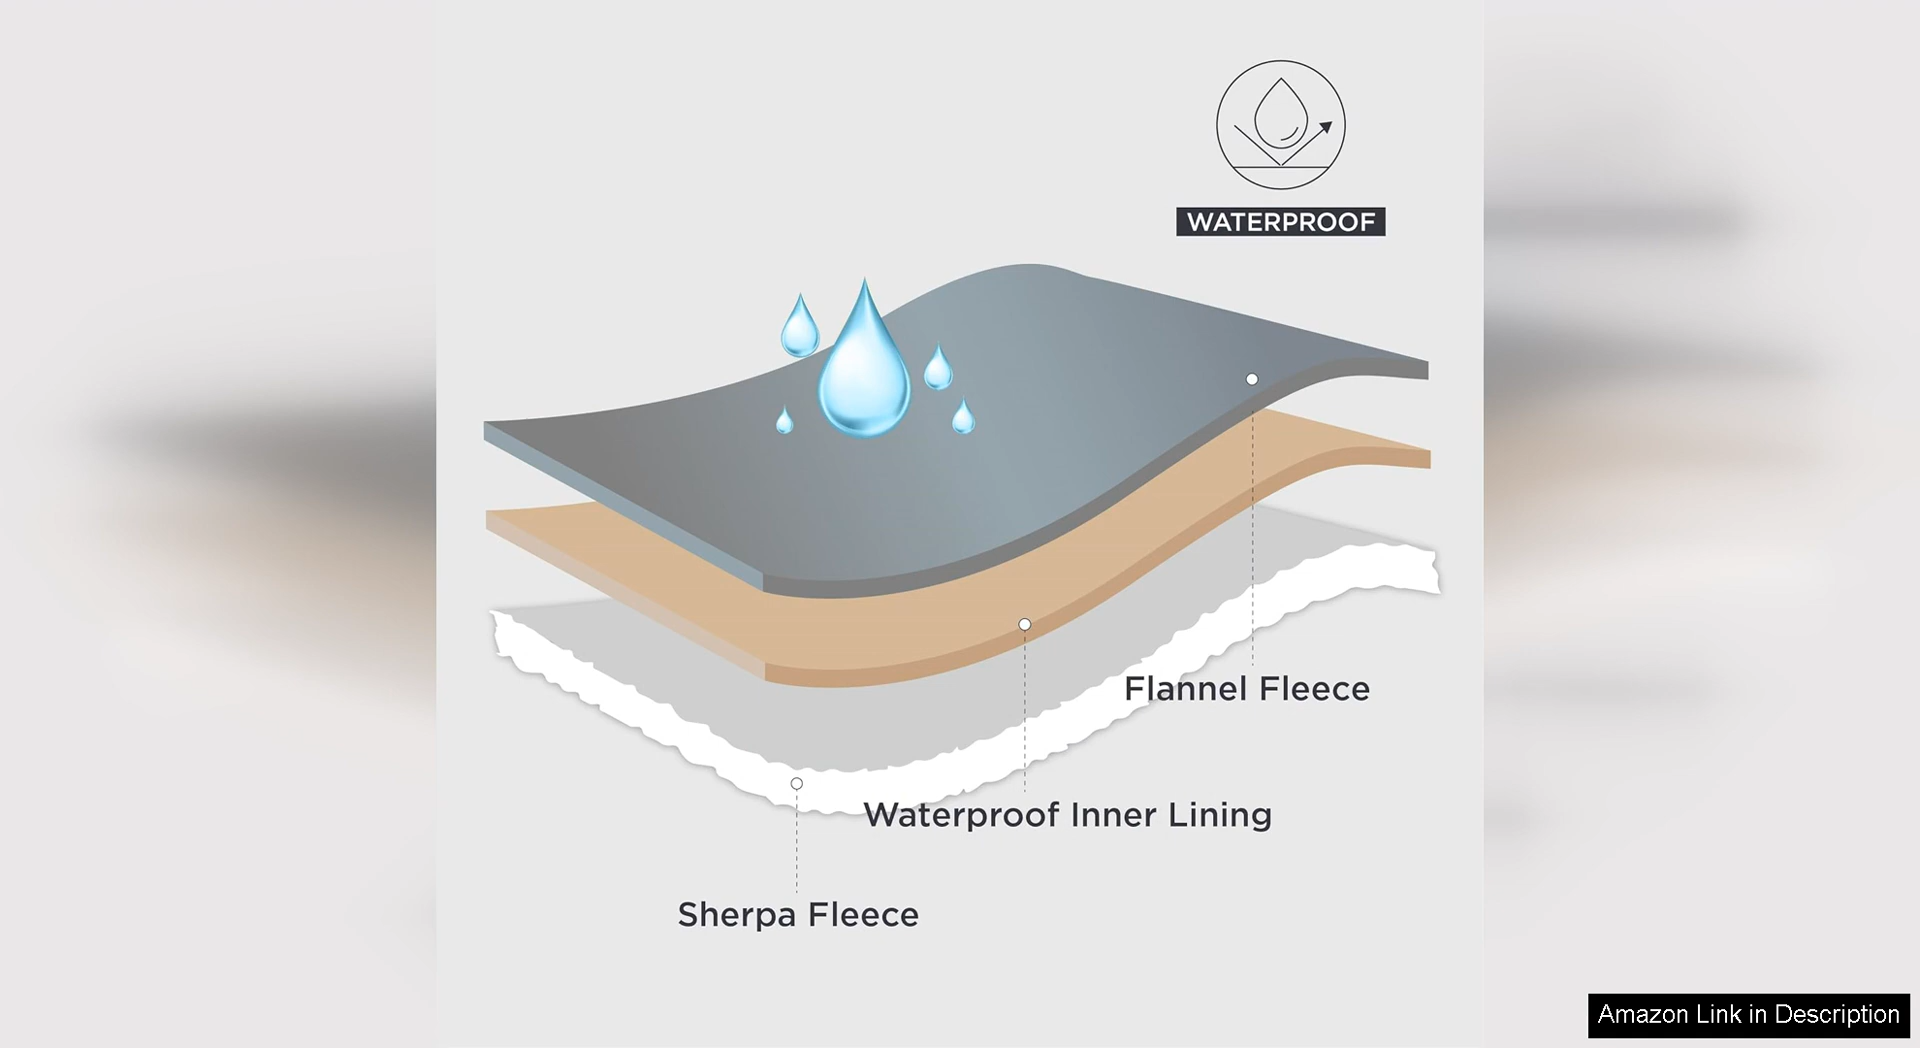 WATERPROOF
Flannel Fleece
Waterproof Inner Lining
Sherpa Fleece
Amazon Link in Description